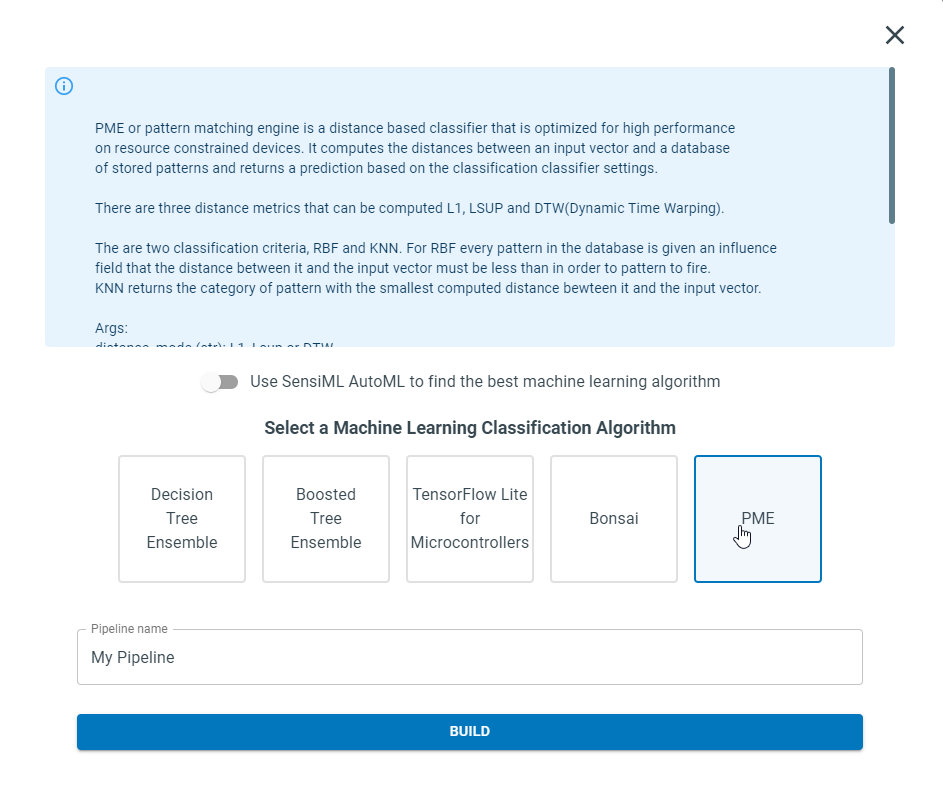 PME or pattern matching engine is a distance based classifier that is optimized for high performance
on resource constrained devices. It computes the distances between an input vector and a database
of stored patterns and returns a prediction based on the classification classifier settings.
There are three distance metrics that can be computed L1, LSUP and DTW(Dynamic Time Warping).
The are two classification criteria, RBF and KNN. For RBF every pattern in the database is given an influence
field that the distance between it and the input vector must be less than in order to pattern to fire.
KNN returns the category of pattern with the smallest computed distance bewteen it and the input vector.
Args:
distance_mode (str): L1, Lsup or DTW
Use SensiML AutoML to find the best machine learning algorithm
Select a Machine Learning Classification Algorithm
Decision
Tree
Ensemble
Boosted
Tree
Ensemble
TensorFlow Lite
for
Microcontrollers
Bonsai
PME
Pipeline name
My Pipeline
BUILD